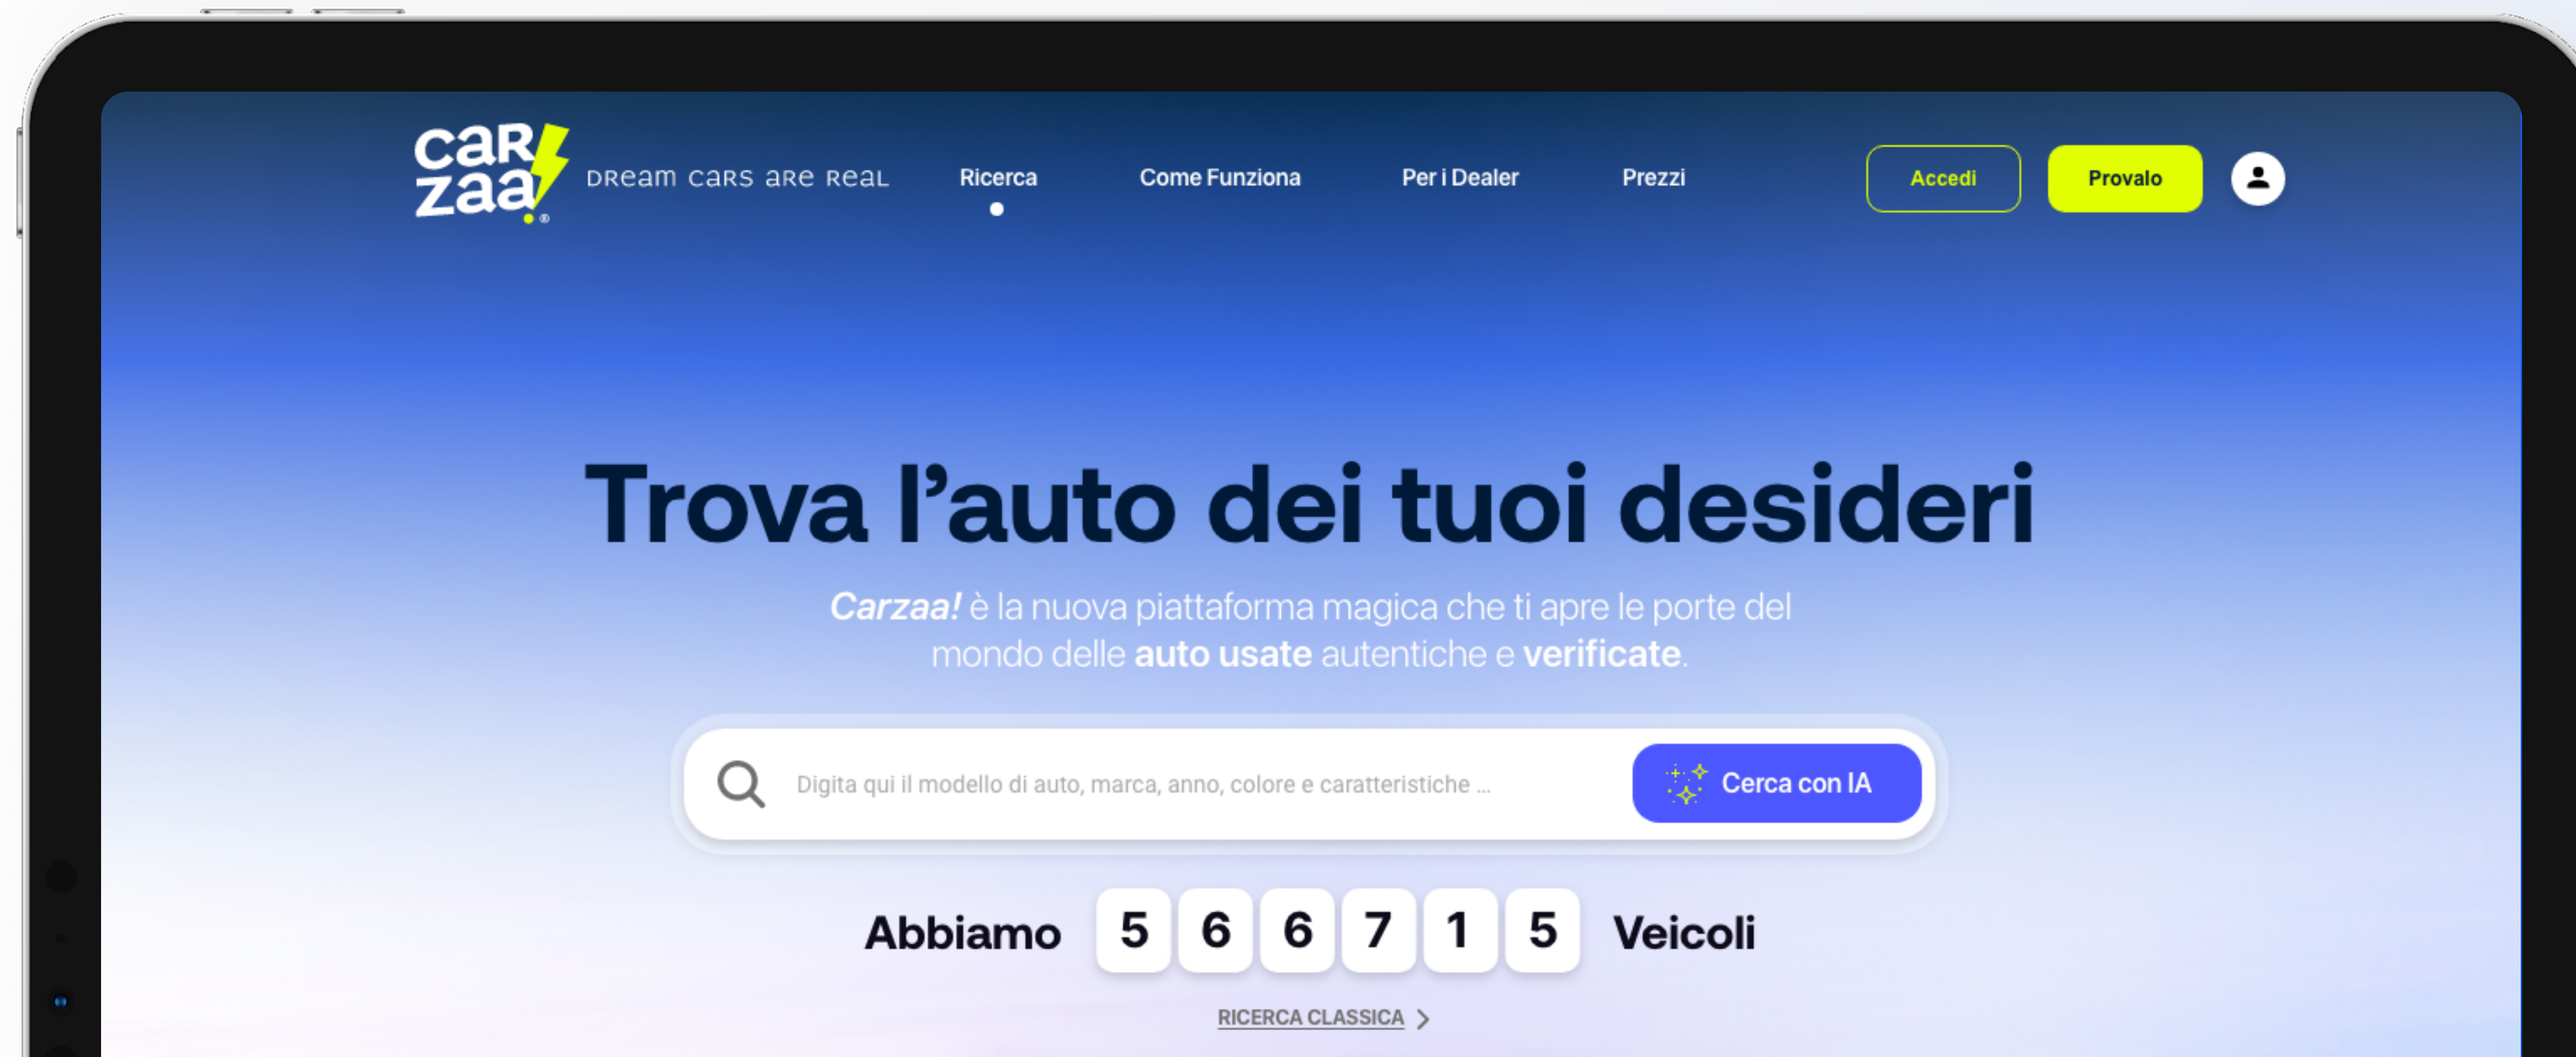 caR
zaa!®
DReam caRS aRe ReaL
Ricerca
Come Funziona
Per i Dealer
Prezzi
Accedi
Provalo
Trova l’auto dei tuoi desideri
Carzaa! è la nuova piattaforma magica che ti apre le porte del
mondo delle auto usate autentiche e verificate.
Digita qui il modello di auto, marca, anno, colore e caratteristiche ...
Cerca con IA
Abbiamo 5 6 6 7 1 5 Veicoli
RICERCA CLASSICA